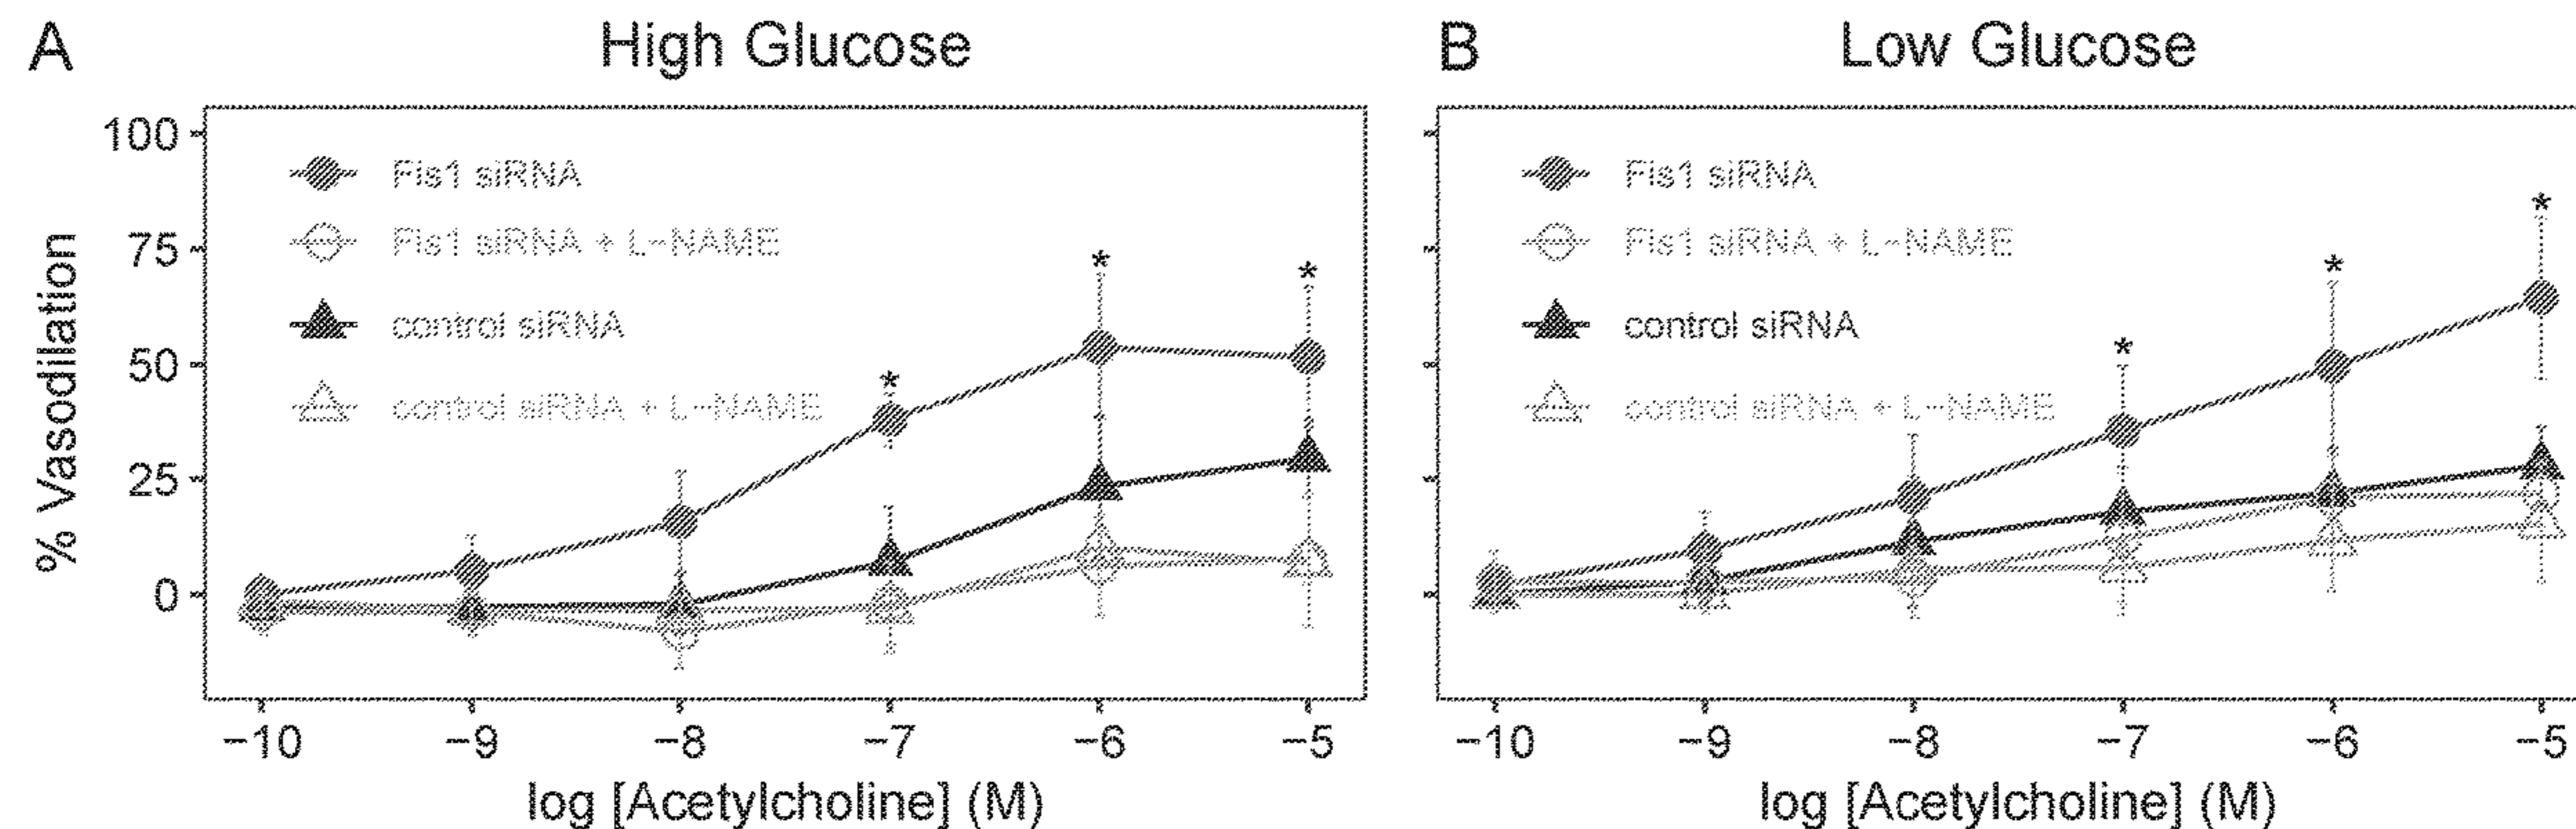 A High Glucose
100
75
50
25
0
% Vasodilation
Fis1 siRNA
Fis1 siRNA + L-NAME
control siRNA
control siRNA + L-NAME
* * *
-10 -9 -8 -7 -6 -5
log [Acetylcholine] (M)
B Low Glucose
Fis1 siRNA
Fis1 siRNA + L-NAME
control siRNA
control siRNA + L-NAME
* * *
-10 -9 -8 -7 -6 -5
log [Acetylcholine] (M)